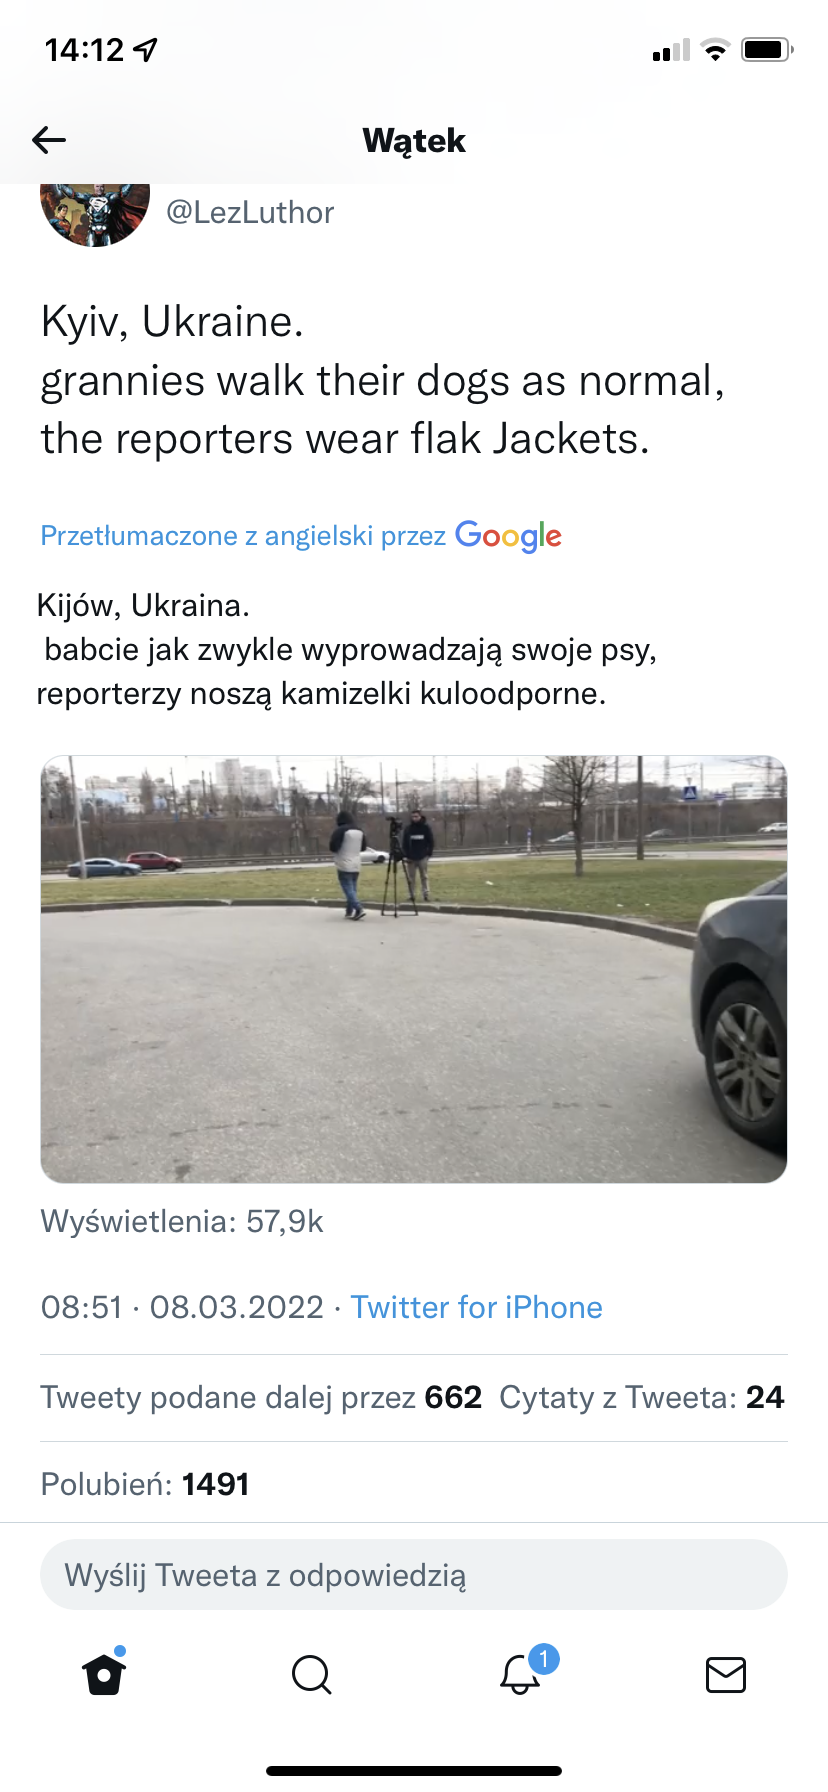 14:12
Wątek
@LezLuthor
Kyiv, Ukraine.
grannies walk their dogs as normal,
the reporters wear flak Jackets.
Przetłumaczone z angielski przez Google
Kijów, Ukraina.
babcie jak zwykle wyprowadzają swoje psy,
reporterzy noszą kamizelki kuloodporne.
Wyświetlenia: 57,9k
08:51 · 08.03.2022 · Twitter for iPhone
Tweety podane dalej przez 662 Cytaty z Tweeta: 24
Polubień: 1491
Wyślij Tweeta z odpowiedzią
1